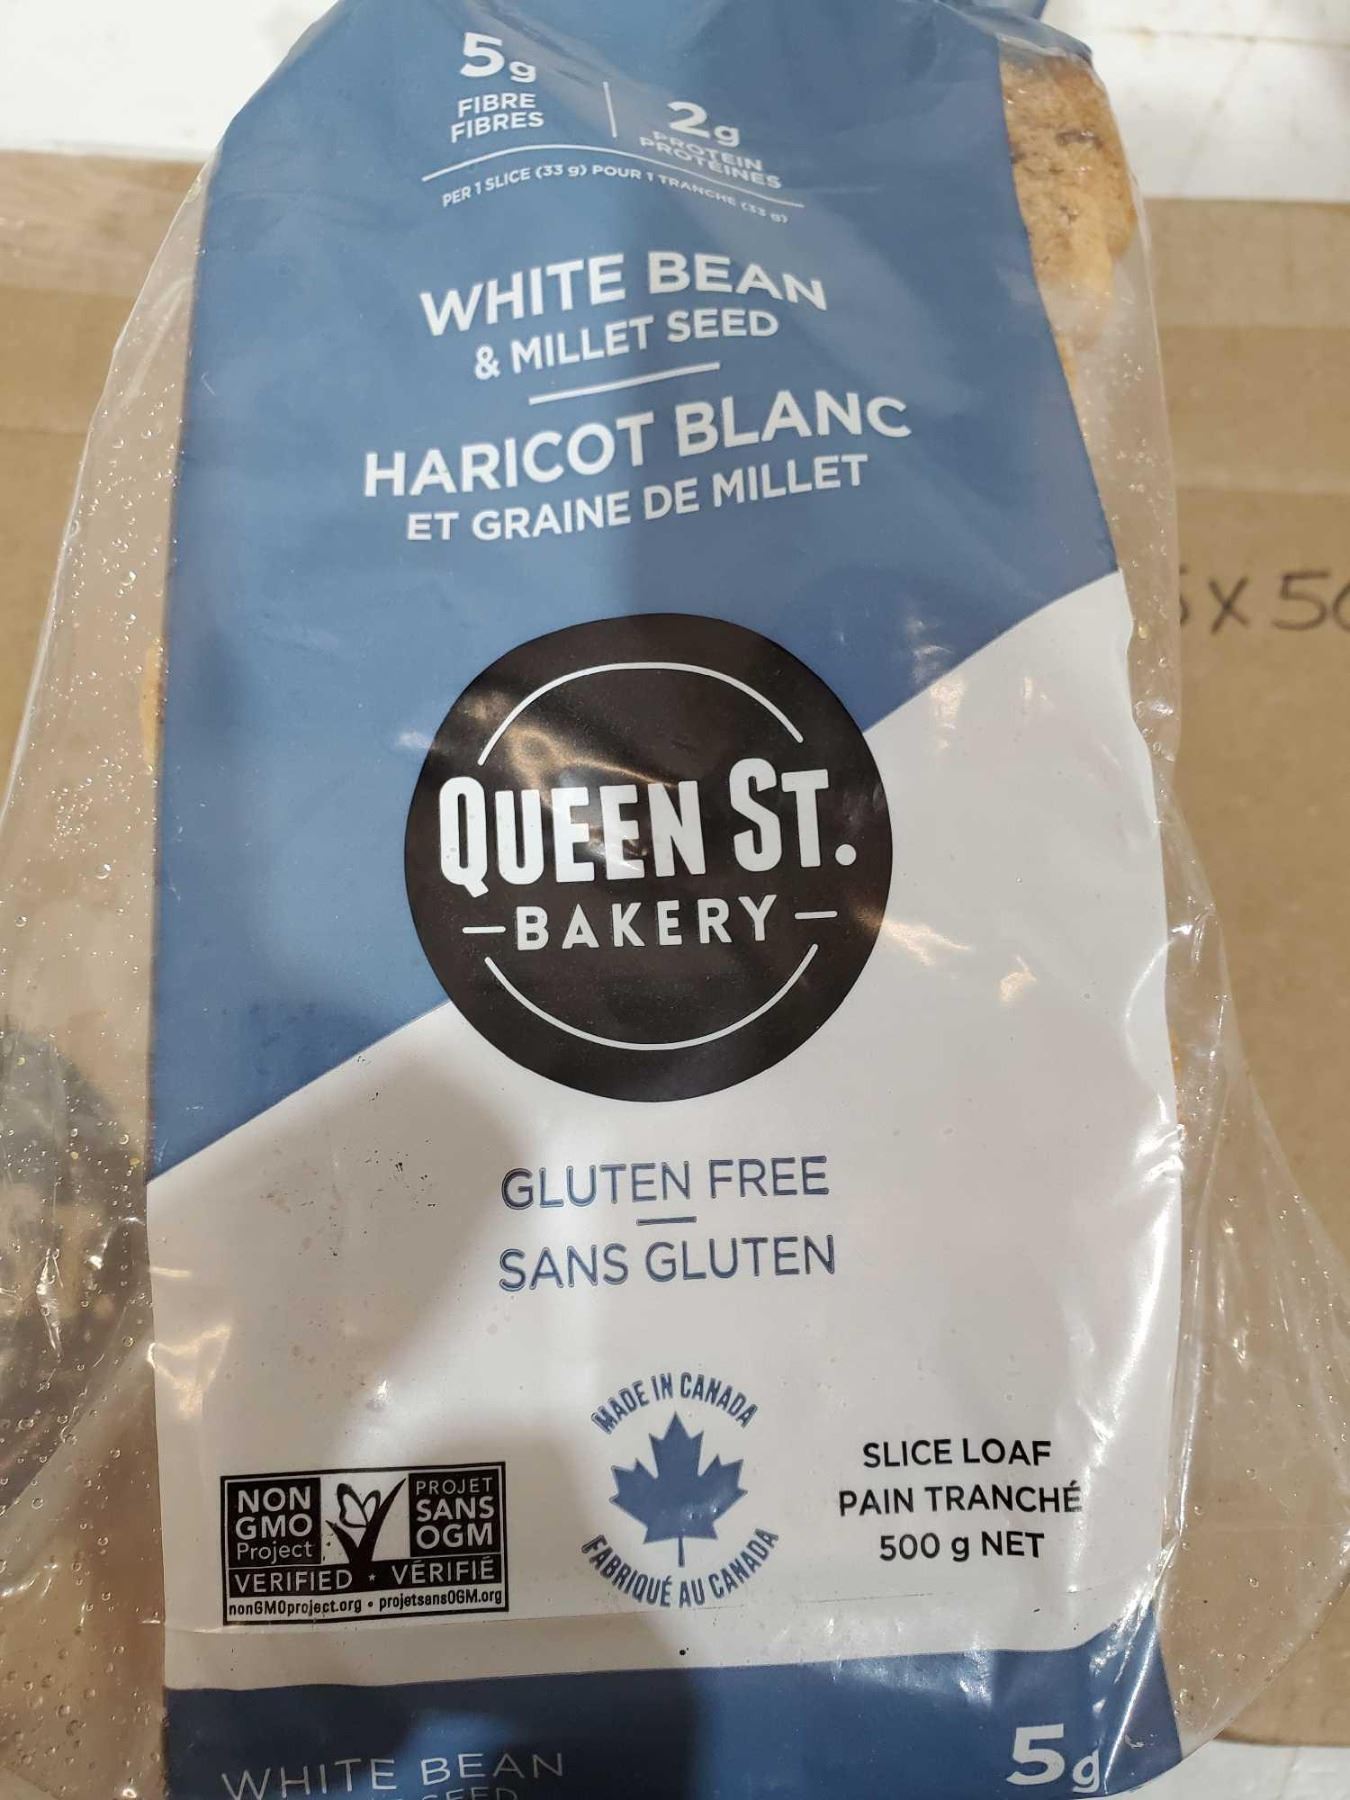 5g
FIBRE
FIBRES
2g
PROTEIN
PROTÉINES
PER 1 SLICE (33 g) POUR 1 TRANCHE (33 g)
WHITE BEAN
& MILLET SEED
HARICOT BLANC
ET GRAINE DE MILLET
X 50
QUEEN ST.
BAKERY
GLUTEN FREE
SANS GLUTEN
MADE IN CANADA
FABRIQUÉ AU CANADA
SLICE LOAF
PAIN TRANCHÉ
500 g NET
NON
GMO
Project
PROJET
SANS
OGM
VERIFIED • VÉRIFIÉ
nonGMOproject.org • projetsansOGM.org
WHITE BEAN
SEED
5g